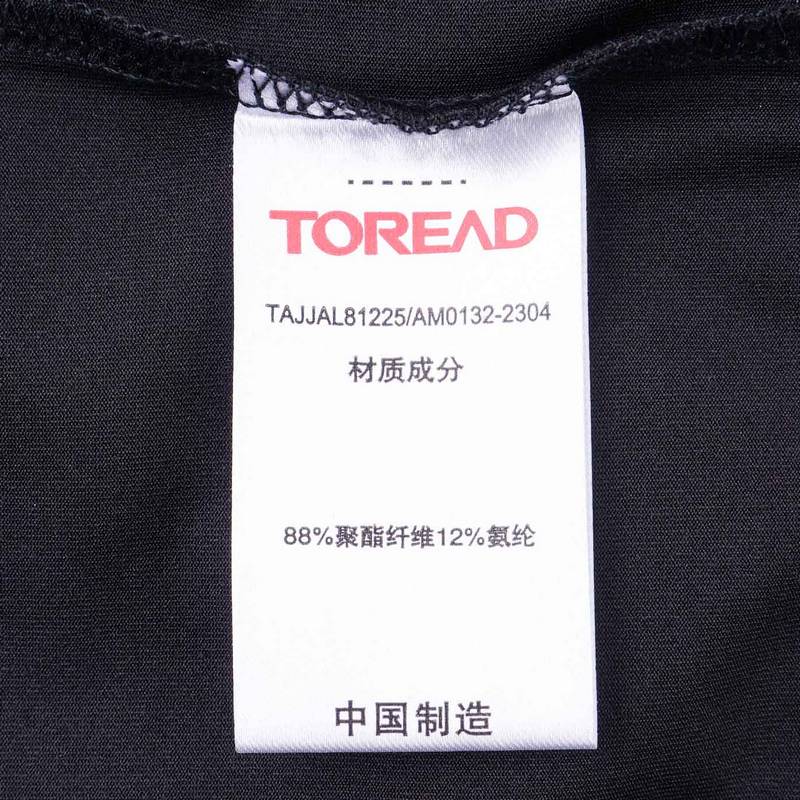 TOREAD
TAJJAL81225/AM0132-2304
材质成分
88%聚酯纤维12%氨纶
中国制造